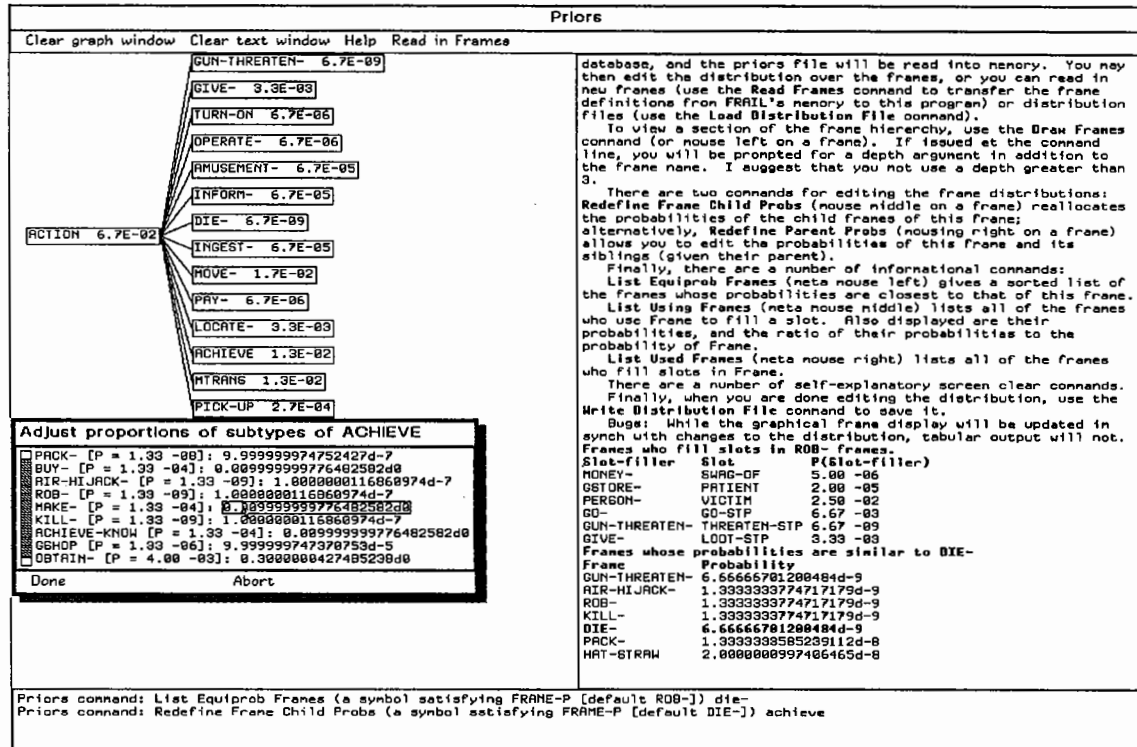 Priors
Clear graph window  Clear text window  Help  Read in Frames
GUN-THREATEN-  6.7E-09
GIVE-  3.3E-03
TURN-ON  6.7E-06
OPERATE-  6.7E-06
AMUSEMENT-  6.7E-05
INFORM-  6.7E-05
DIE-  6.7E-09
ACTION  6.7E-02
INGEST-  6.7E-05
MOVE-  1.7E-02
PAY-  6.7E-06
LOCATE-  3.3E-03
ACHIEVE  1.3E-02
MTRANS  1.3E-02
PICK-UP  2.7E-04
Adjust proportions of subtypes of ACHIEVE
PACK- [P = 1.33 -08]: 9.999999974752427d-7
BUY- [P = 1.33 -04]: 0.009999999776482582d0
AIR-HIJACK- [P = 1.33 -09]: 1.0000000116860974d-7
ROB- [P = 1.33 -09]: 1.0000000116860974d-7
MAKE- [P = 1.33 -04]: 0.009999999776482582d0
KILL- [P = 1.33 -09]: 1.0000000116860974d-7
ACHIEVE-KNOW [P = 1.33 -04]: 0.009999999776482582d0
GSHOP [P = 1.33 -06]: 9.999999747378753d-5
OBTAIN- [P = 4.00 -03]: 0.3000000427485238d0
Done  Abort
database, and the priors file will be read into memory.  You may
then edit the distribution over the frames, or you can read in
new frames (use the Read Frames command to transfer the frame
definitions from FRAIL's memory to this program) or distribution
files (use the Load Distribution File command).
To view a section of the frame hierarchy, use the Draw Frames
command (or mouse left on a frame).  If issued at the command
line, you will be prompted for a depth argument in addition to
the frame name.  I suggest that you not use a depth greater than
3.
There are two commands for editing the frame distributions:
Redefine Frame Child Probs (mouse middle on a frame) reallocates
the probabilities of the child frames of this frame;
alternatively, Redefine Parent Probs (mousing right on a frame)
allows you to edit the probabilities of this frame and its
siblings (given their parent).
Finally, there are a number of informational commands:
List Equiprob Frames (meta mouse left) gives a sorted list of
the frames whose probabilities are closest to that of this frame.
List Using Frames (meta mouse middle) lists all of the frames
who use Frame to fill a slot.  Also displayed are their
probabilities, and the ratio of their probabilities to the
probability of Frame.
List Used Frames (meta mouse right) lists all of the frames
who fill slots in Frame.
There are a number of self-explanatory screen clear commands.
Finally, when you are done editing the distribution, use the
Write Distribution File command to save it.
Bugs:  While the graphical frame display will be updated in
synch with changes to the distribution, tabular output will not.
Frames who fill slots in ROB- frames.
Slot-filler  Slot  P(Slot-filler)
MONEY-  SWAG-OF  5.00 -06
GSTORE-  PATIENT  2.00 -05
PERSON-  VICTIM  2.50 -02
GO-  GO-STP  6.67 -03
GUN-THREATEN-  THREATEN-STP  6.67 -09
GIVE-  LOOT-STP  3.33 -03
Frames whose probabilities are similar to DIE-
Frame  Probability
GUN-THREATEN-  6.66666701200484d-9
AIR-HIJACK-  1.3333333774717179d-9
ROB-  1.3333333774717179d-9
KILL-  1.3333333774717179d-9
DIE-  6.66666701200484d-9
PACK-  1.3333333585239112d-8
HAT-STRAW  2.0000000997406465d-8
Priors command: List Equiprob Frames (a symbol satisfying FRAME-P [default ROB-]) die-
Priors command: Redefine Frame Child Probs (a symbol satisfying FRAME-P [default DIE-]) achieve